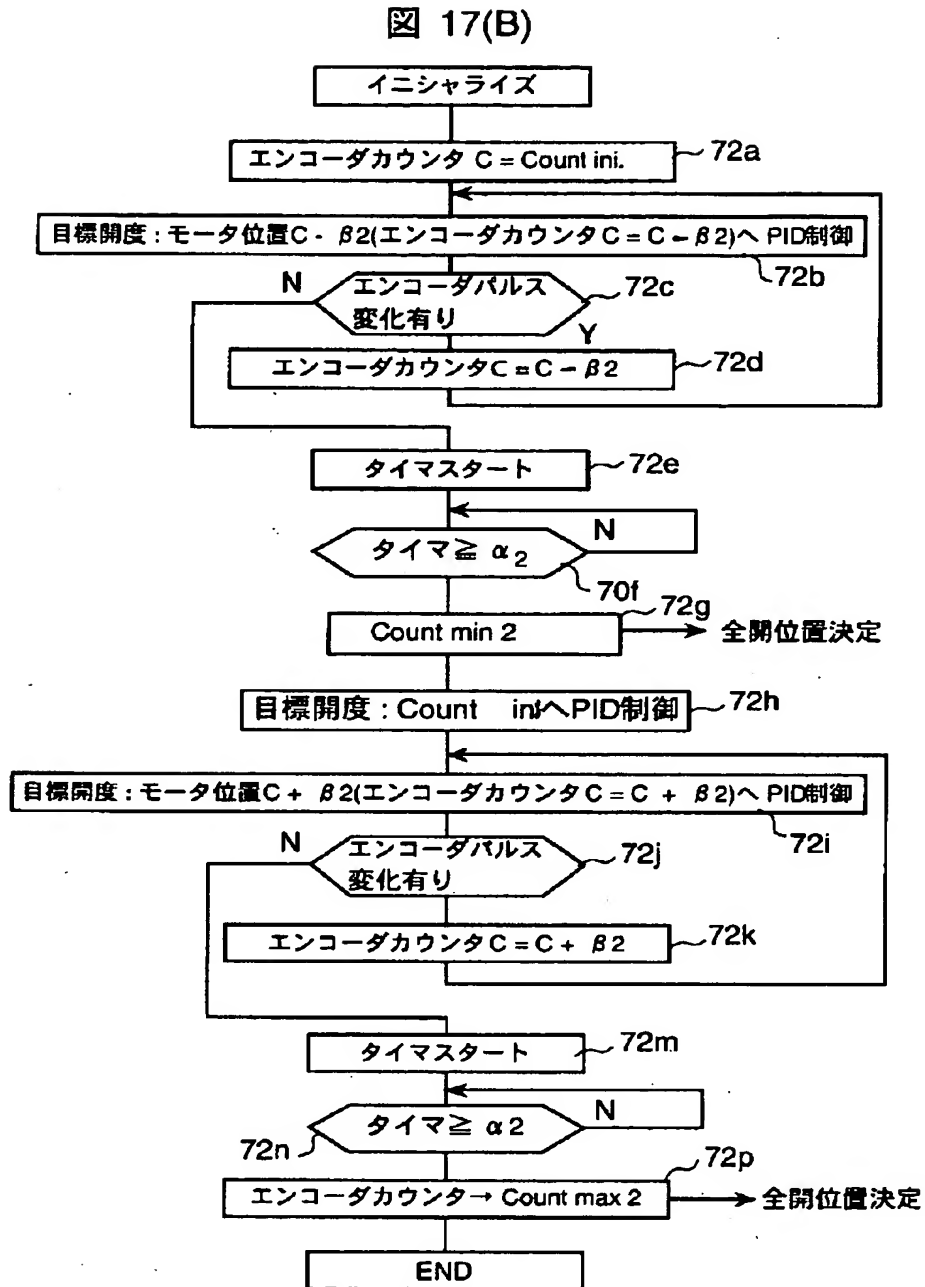 図 17(B)
イニシャライズ
エンコーダカウンタ C = Count ini.
72a
目標開度：モータ位置C - β2(エンコーダカウンタ C = C − β2)へ PID制御
72b
N
エンコーダパルス
変化有り
72c
Y
エンコーダカウンタC = C − β2
72d
タイマスタート
72e
タイマ≧ α2
N
70f
72g
Count min 2
全開位置決定
目標開度：Count iniへPID制御
72h
目標開度：モータ位置C + β2(エンコーダカウンタ C = C + β2)へ PID制御
72i
N
エンコーダパルス
変化有り
72j
エンコーダカウンタ C = C + β2
72k
タイマスタート
72m
タイマ≧ α2
N
72n
72p
エンコーダカウンタ→ Count max 2
全開位置決定
END